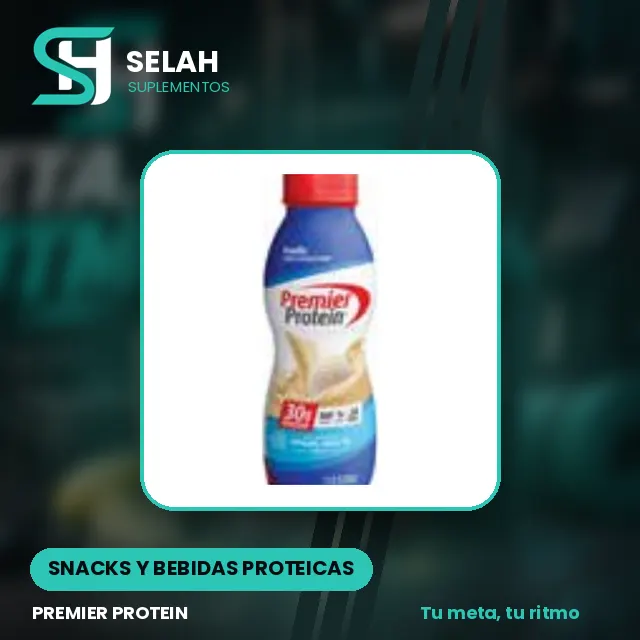 SELAH
SUPLEMENTOS
Premier
Protein
30g
SNACKS Y BEBIDAS PROTEICAS
PREMIER PROTEIN
Tu meta, tu ritmo